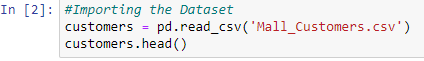 In [2]: #Importing the Dataset
customers = pd.read_csv('Mall_Customers.csv')
customers.head()